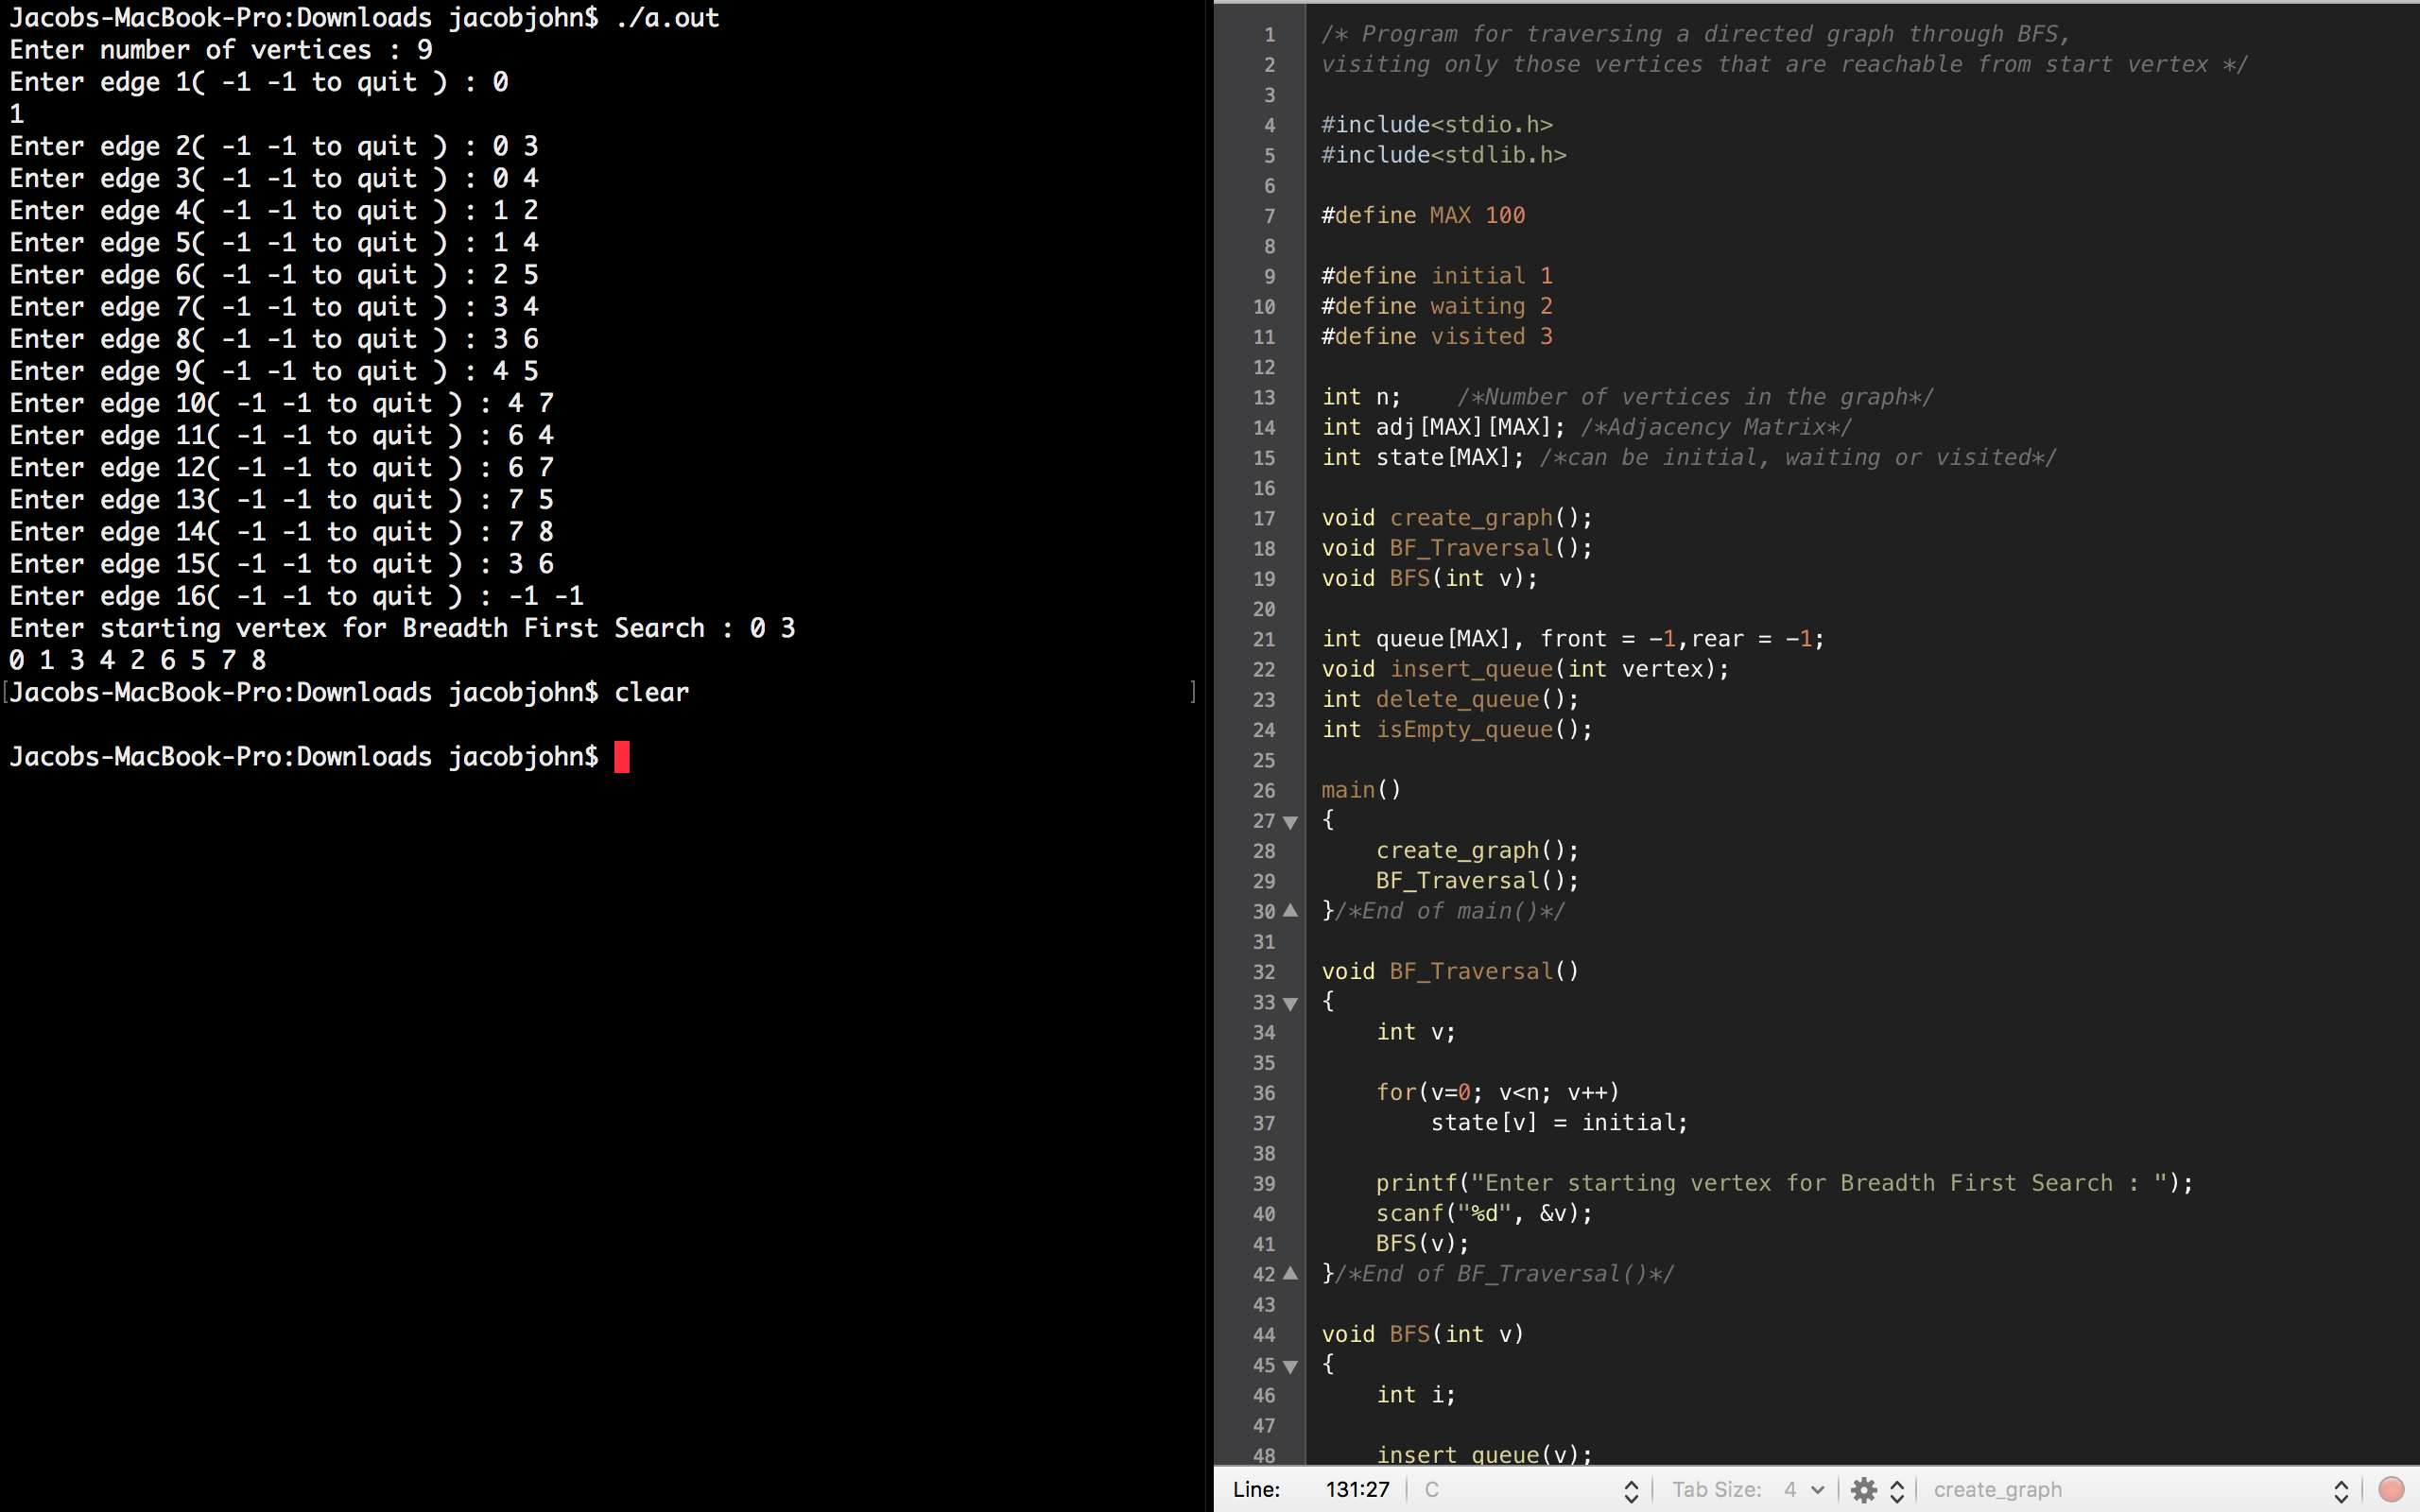 Jacobs-MacBook-Pro:Downloads jacobjohn$ ./a.out
Enter number of vertices : 9
Enter edge 1( -1 -1 to quit ) : 0
1
Enter edge 2( -1 -1 to quit ) : 0 3
Enter edge 3( -1 -1 to quit ) : 0 4
Enter edge 4( -1 -1 to quit ) : 1 2
Enter edge 5( -1 -1 to quit ) : 1 4
Enter edge 6( -1 -1 to quit ) : 2 5
Enter edge 7( -1 -1 to quit ) : 3 4
Enter edge 8( -1 -1 to quit ) : 3 6
Enter edge 9( -1 -1 to quit ) : 4 5
Enter edge 10( -1 -1 to quit ) : 4 7
Enter edge 11( -1 -1 to quit ) : 6 4
Enter edge 12( -1 -1 to quit ) : 6 7
Enter edge 13( -1 -1 to quit ) : 7 5
Enter edge 14( -1 -1 to quit ) : 7 8
Enter edge 15( -1 -1 to quit ) : 3 6
Enter edge 16( -1 -1 to quit ) : -1 -1
Enter starting vertex for Breadth First Search : 0 3
0 1 3 4 2 6 5 7 8
[Jacobs-MacBook-Pro:Downloads jacobjohn$ clear ]
Jacobs-MacBook-Pro:Downloads jacobjohn$
1 /* Program for traversing a directed graph through BFS,
2 visiting only those vertices that are reachable from start vertex */
3
4 #include<stdio.h>
5 #include<stdlib.h>
6
7 #define MAX 100
8
9 #define initial 1
10 #define waiting 2
11 #define visited 3
12
13 int n;    /*Number of vertices in the graph*/
14 int adj[MAX][MAX]; /*Adjacency Matrix*/
15 int state[MAX]; /*can be initial, waiting or visited*/
16
17 void create_graph();
18 void BF_Traversal();
19 void BFS(int v);
20
21 int queue[MAX], front = -1,rear = -1;
22 void insert_queue(int vertex);
23 int delete_queue();
24 int isEmpty_queue();
25
26 main()
27 {
28     create_graph();
29     BF_Traversal();
30 }/*End of main()*/
31
32 void BF_Traversal()
33 {
34     int v;
35
36     for(v=0; v<n; v++)
37         state[v] = initial;
38
39     printf("Enter starting vertex for Breadth First Search : ");
40     scanf("%d", &v);
41     BFS(v);
42 }/*End of BF_Traversal()*/
43
44 void BFS(int v)
45 {
46     int i;
47
48     insert_queue(v);
Line: 131:27 C Tab Size: 4 create_graph